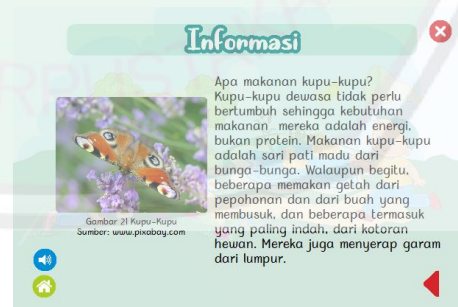 Informasi
Apa makanan kupu-kupu?
Kupu-kupu dewasa tidak perlu
bertumbuh sehingga kebutuhan
makanan mereka adalah energi,
bukan protein. Makanan kupu-kupu
adalah sari pati madu dari
bunga-bunga. Walaupun begitu,
beberapa memakan getah dari
pepohonan dan dari buah yang
membusuk, dan beberapa termasuk
yang paling indah, dari kotoran
hewan. Mereka juga menyerap garam
dari lumpur.
Gambar 21 Kupu-Kupu
Sumber: www.pixabay.com